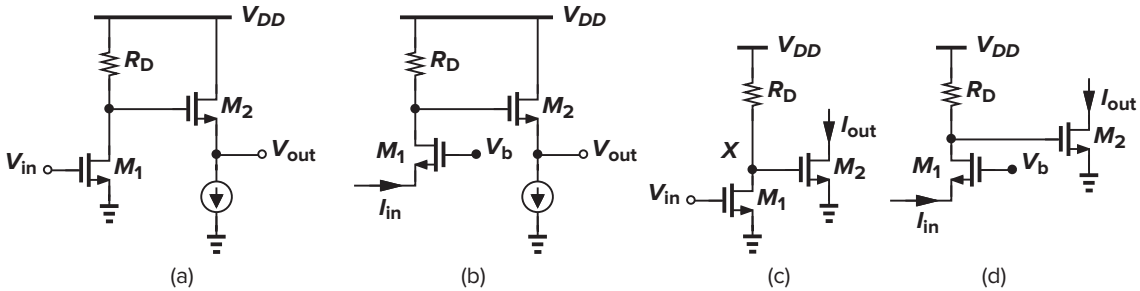 V_DD
R_D
M_2
V_in
M_1
V_out
(a)
V_DD
R_D
M_2
M_1
V_b
V_out
I_in
(b)
V_DD
R_D
I_out
X
M_2
V_in
M_1
(c)
V_DD
R_D
I_out
M_2
M_1
V_b
I_in
(d)